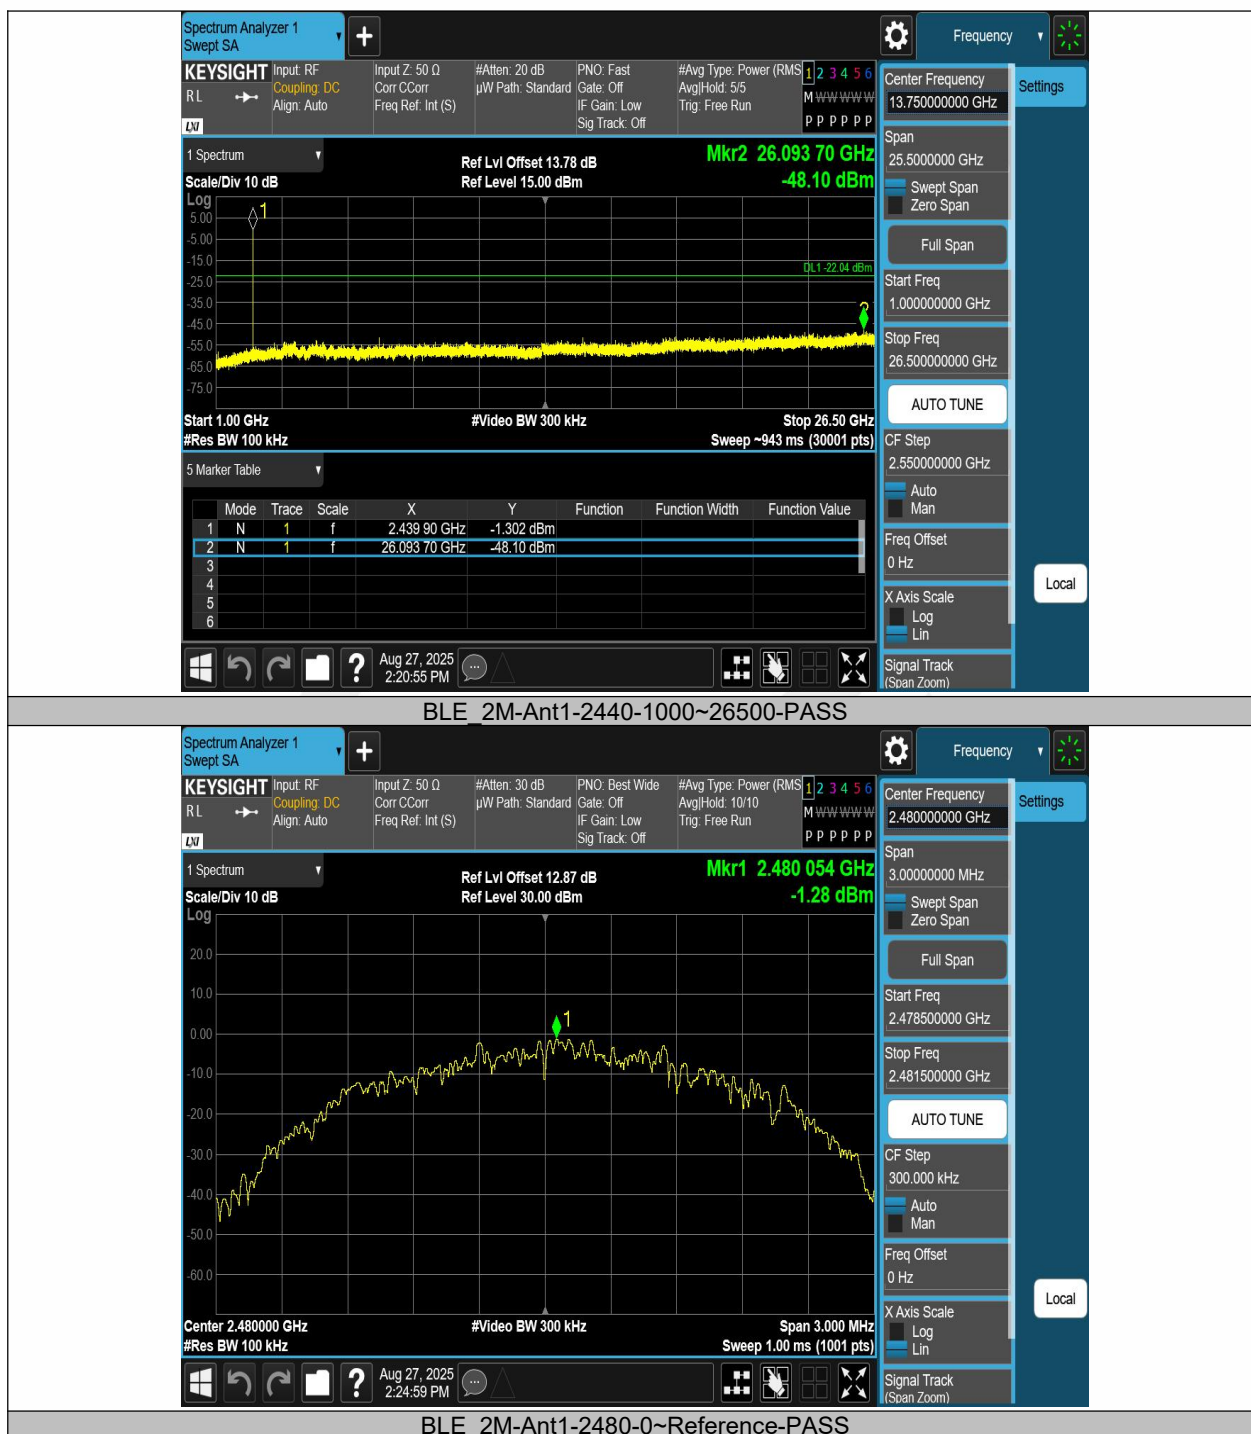 Spectrum Analyzer 1
Swept SA
Frequency
KEYSIGHT
RL
LXI
Input: RF
Coupling: DC
Align: Auto
Input Z: 50 Ω
Corr CCorr
Freq Ref: Int (S)
#Atten: 20 dB
µW Path: Standard
PNO: Fast
Gate: Off
IF Gain: Low
Sig Track: Off
#Avg Type: Power (RMS
Avg|Hold: 5/5
Trig: Free Run
1 2 3 4 5 6
M W W W W W
P P P P P P
Center Frequency
13.750000000 GHz
Settings
1 Spectrum
Scale/Div 10 dB
Ref Lvl Offset 13.78 dB
Ref Level 15.00 dBm
Mkr2 26.093 70 GHz
-48.10 dBm
Span
25.5000000 GHz
Swept Span
Zero Span
Log
5.00
-5.00
-15.0
-25.0
-35.0
-45.0
-55.0
-65.0
-75.0
1
DL1 -22.04 dBm
2
Full Span
Start Freq
1.000000000 GHz
Stop Freq
26.500000000 GHz
AUTO TUNE
Start 1.00 GHz
#Video BW 300 kHz
Stop 26.50 GHz
#Res BW 100 kHz
Sweep ~943 ms (30001 pts)
CF Step
2.550000000 GHz
Auto
Man
5 Marker Table
Mode Trace Scale X Y Function Function Width Function Value
1 N 1 f 2.439 90 GHz -1.302 dBm
2 N 1 f 26.093 70 GHz -48.10 dBm
3
4
5
6
Freq Offset
0 Hz
X Axis Scale
Log
Lin
Local
Signal Track
(Span Zoom)
?
Aug 27, 2025
2:20:55 PM
BLE_2M-Ant1-2440-1000~26500-PASS
Spectrum Analyzer 1
Swept SA
Frequency
KEYSIGHT
RL
LXI
Input: RF
Coupling: DC
Align: Auto
Input Z: 50 Ω
Corr CCorr
Freq Ref: Int (S)
#Atten: 30 dB
µW Path: Standard
PNO: Best Wide
Gate: Off
IF Gain: Low
Sig Track: Off
#Avg Type: Power (RMS
Avg|Hold: 10/10
Trig: Free Run
1 2 3 4 5 6
M W W W W W
P P P P P P
Center Frequency
2.480000000 GHz
Settings
1 Spectrum
Scale/Div 10 dB
Ref Lvl Offset 12.87 dB
Ref Level 30.00 dBm
Mkr1 2.480 054 GHz
-1.28 dBm
Span
3.00000000 MHz
Swept Span
Zero Span
Log
20.0
10.0
0.00
-10.0
-20.0
-30.0
-40.0
-50.0
-60.0
1
Full Span
Start Freq
2.478500000 GHz
Stop Freq
2.481500000 GHz
AUTO TUNE
CF Step
300.000 kHz
Auto
Man
Freq Offset
0 Hz
X Axis Scale
Log
Lin
Local
Center 2.480000 GHz
#Video BW 300 kHz
Span 3.000 MHz
#Res BW 100 kHz
Sweep 1.00 ms (1001 pts)
Signal Track
(Span Zoom)
?
Aug 27, 2025
2:24:59 PM
BLE_2M-Ant1-2480-0~Reference-PASS